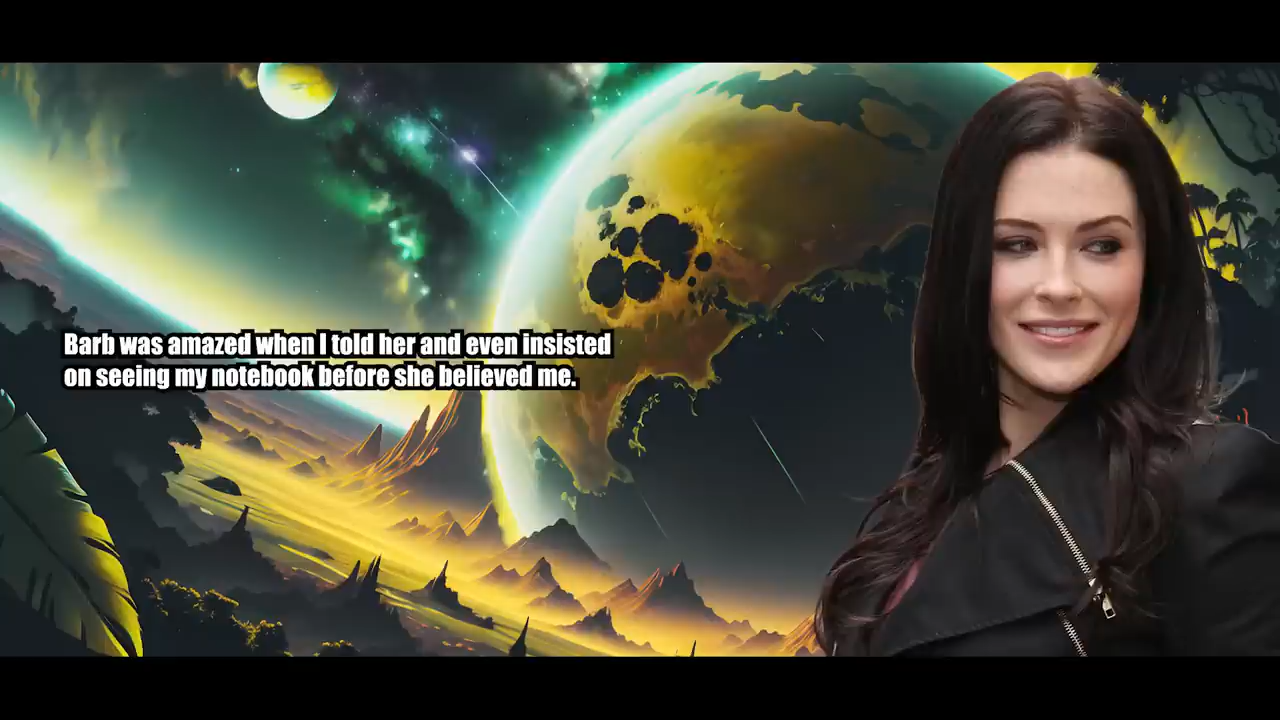 Barb was amazed when I told her and even insisted
on seeing my notebook before she believed me.